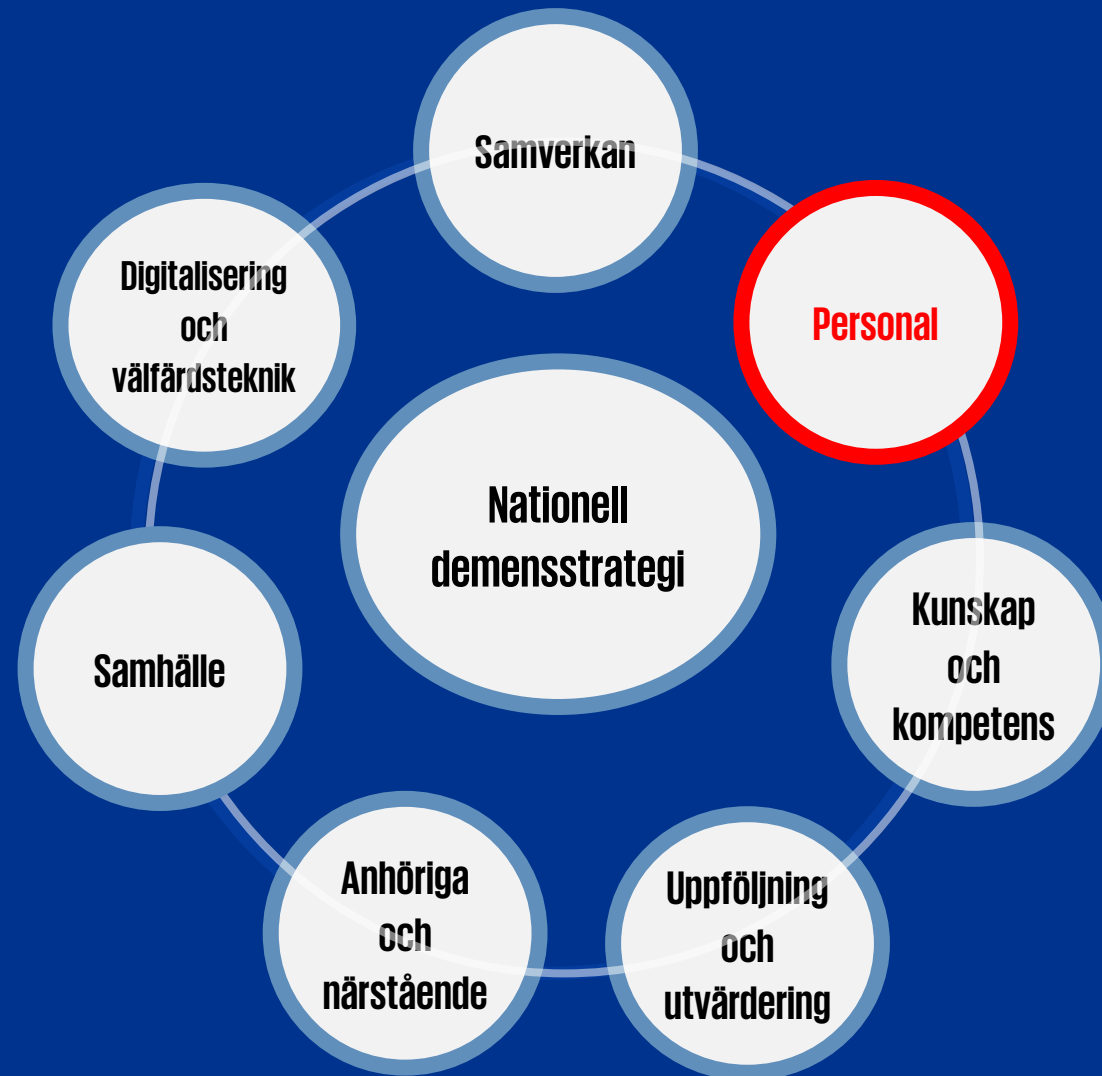 Samverkan
Personal
Kunskap
och
kompetens
Uppföljning
och
utvärdering
Anhöriga
och
närstående
Samhälle
Digitalisering
och
välfärdsteknik
Nationell
demensstrategi